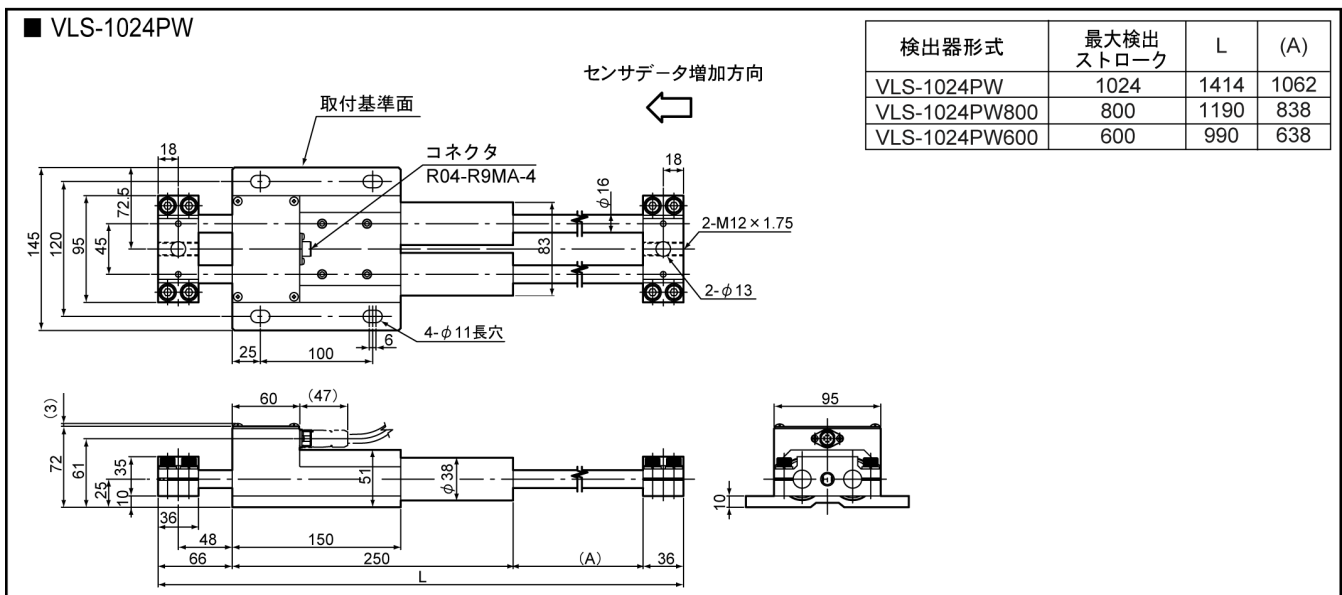 ■ VLS-1024PW
検出器形式 最大検出ストローク L (A)
VLS-1024PW 1024 1414 1062
VLS-1024PW800 800 1190 838
VLS-1024PW600 600 990 638
センサデータ増加方向
取付基準面
コネクタ
R04-R9MA-4
18
18
145
120
95
72.5
45
83
φ16
2-M12×1.75
2-φ13
4-φ11長穴
6
25
100
60
(47)
95
(3)
72
61
35
25
10
51
φ38
10
36
48
150
66
250
(A)
36
L